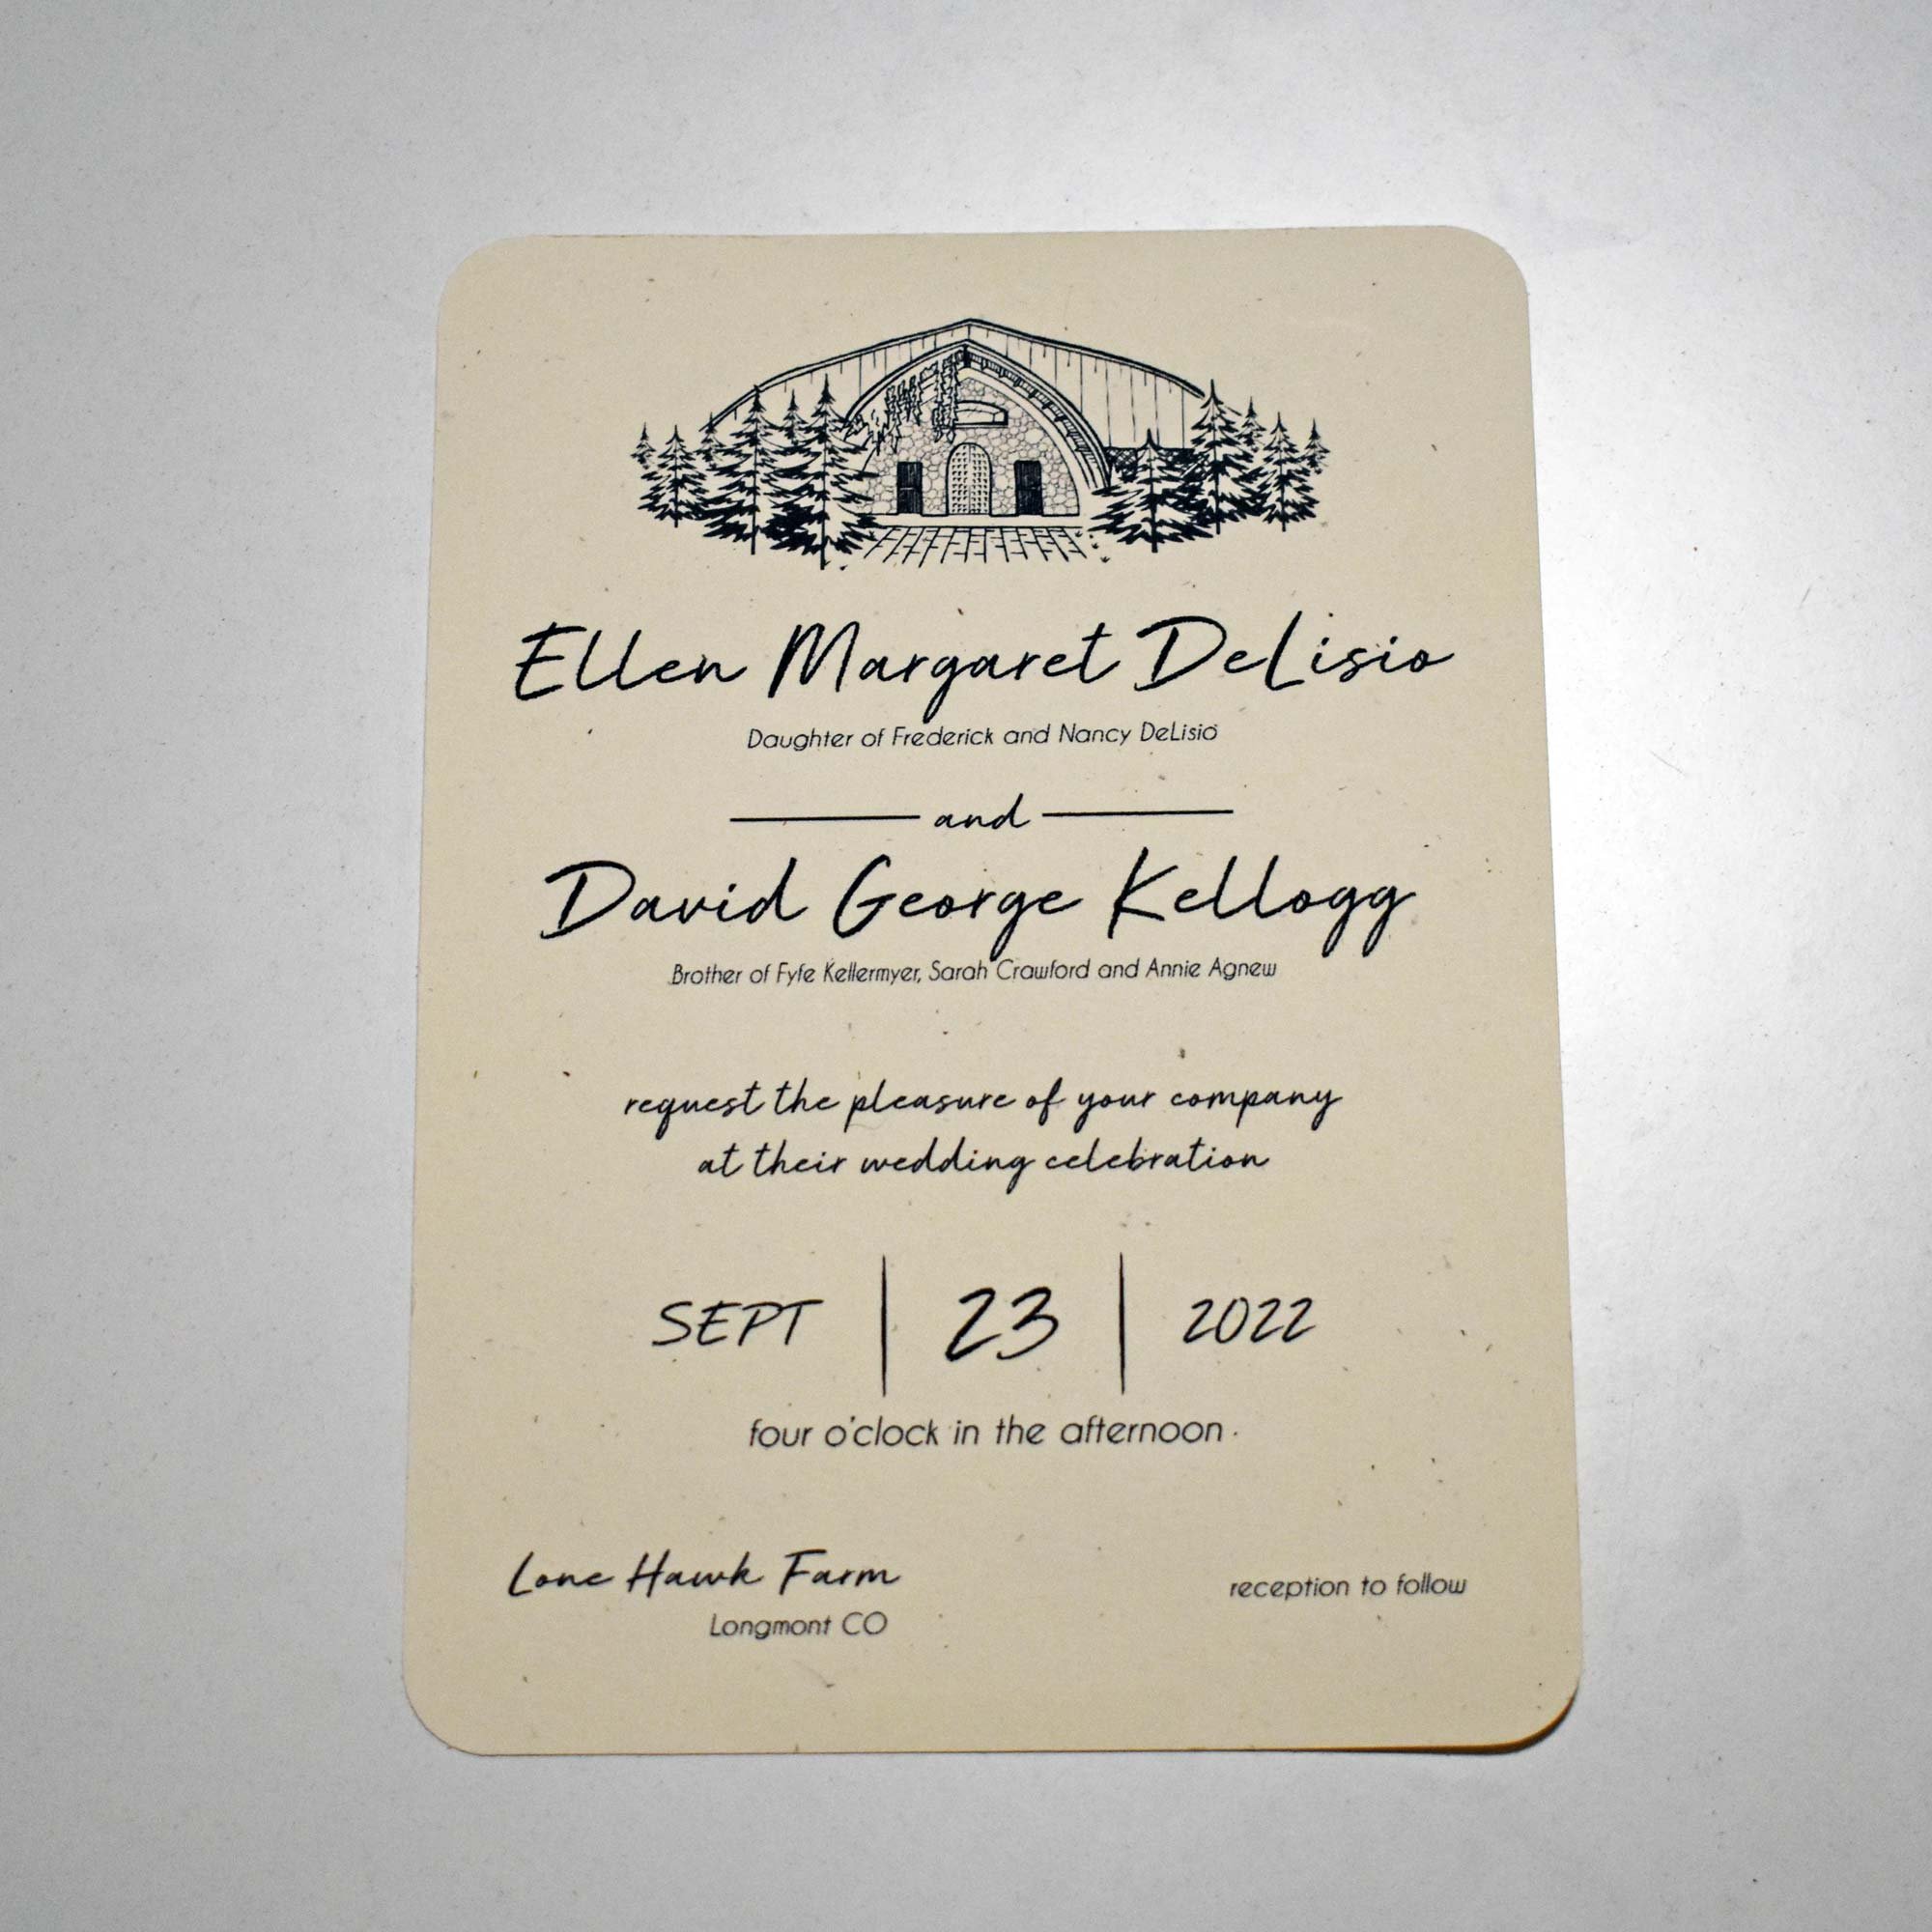 Ellen Margaret DeLisio
Daughter of Frederick and Nancy DeLisio
and
David George Kellogg
Brother of Fyfe Kellermyer, Sarah Crawford and Annie Agnew
request the pleasure of your company
at their wedding celebration
SEPT | 23 | 2022
four o'clock in the afternoon
Lone Hawk Farm
Longmont CO
reception to follow